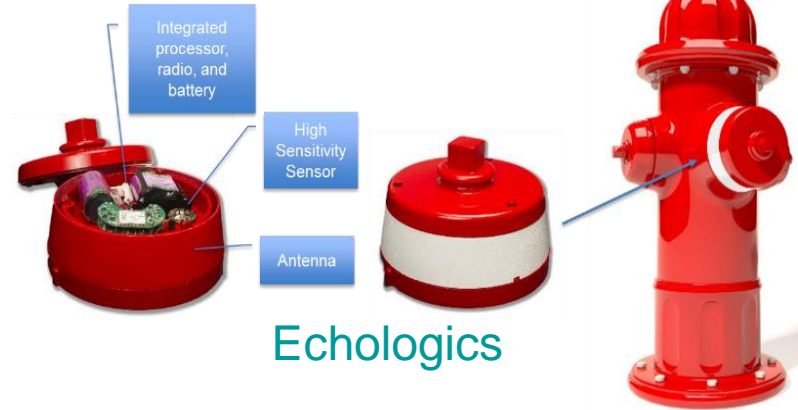 Integrated
processor,
radio, and
battery
High
Sensitivity
Sensor
Antenna
Echologics